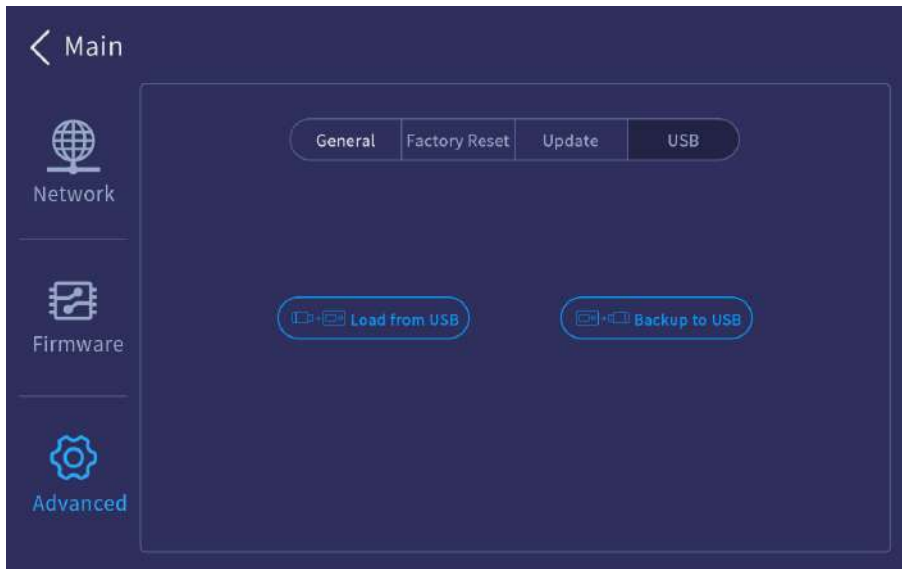 Main
General Factory Reset Update USB
Network
Load from USB Backup to USB
Firmware
Advanced